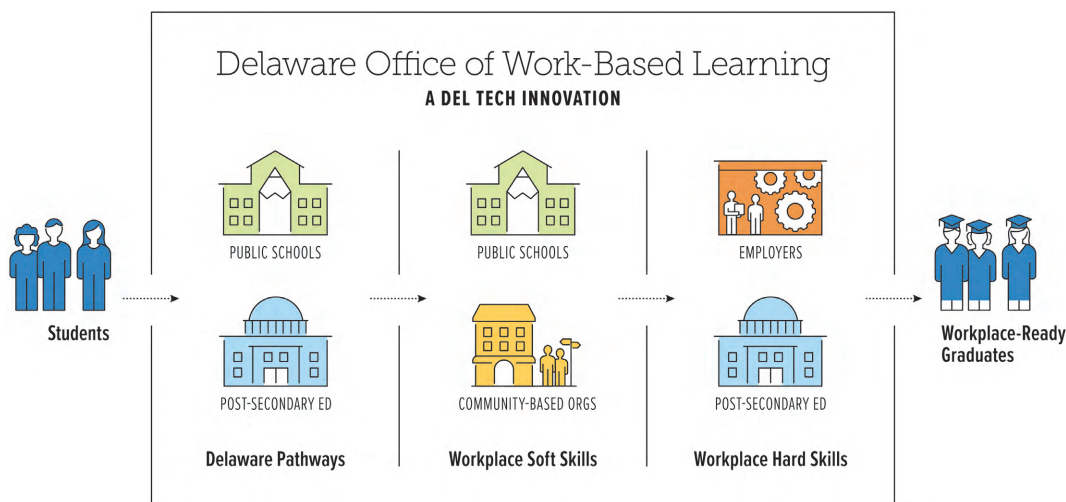 Delaware Office of Work-Based Learning
A DEL TECH INNOVATION
PUBLIC SCHOOLS
PUBLIC SCHOOLS
EMPLOYERS
Students
Workplace-Ready
Graduates
POST-SECONDARY ED
COMMUNITY-BASED ORGS
POST-SECONDARY ED
Delaware Pathways
Workplace Soft Skills
Workplace Hard Skills